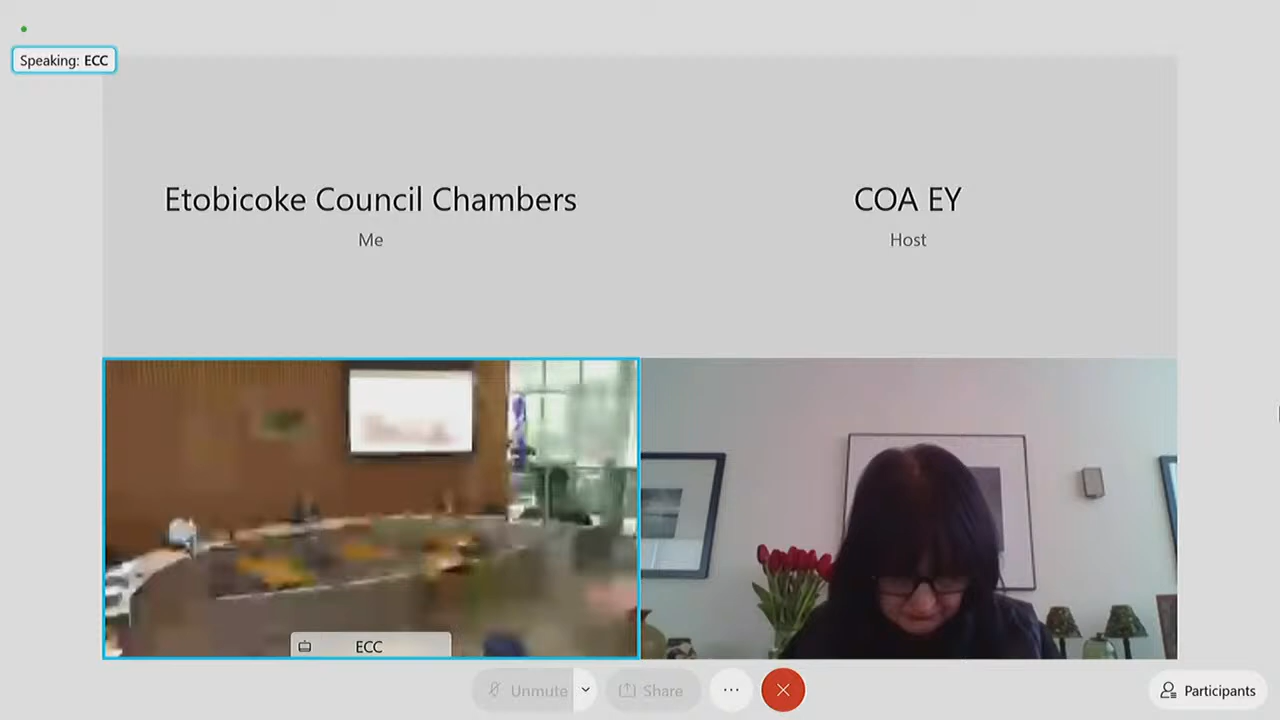 Speaking: ECC
Etobicoke Council Chambers
Me
COA EY
Host
ECC
Unmute
Share
Participants